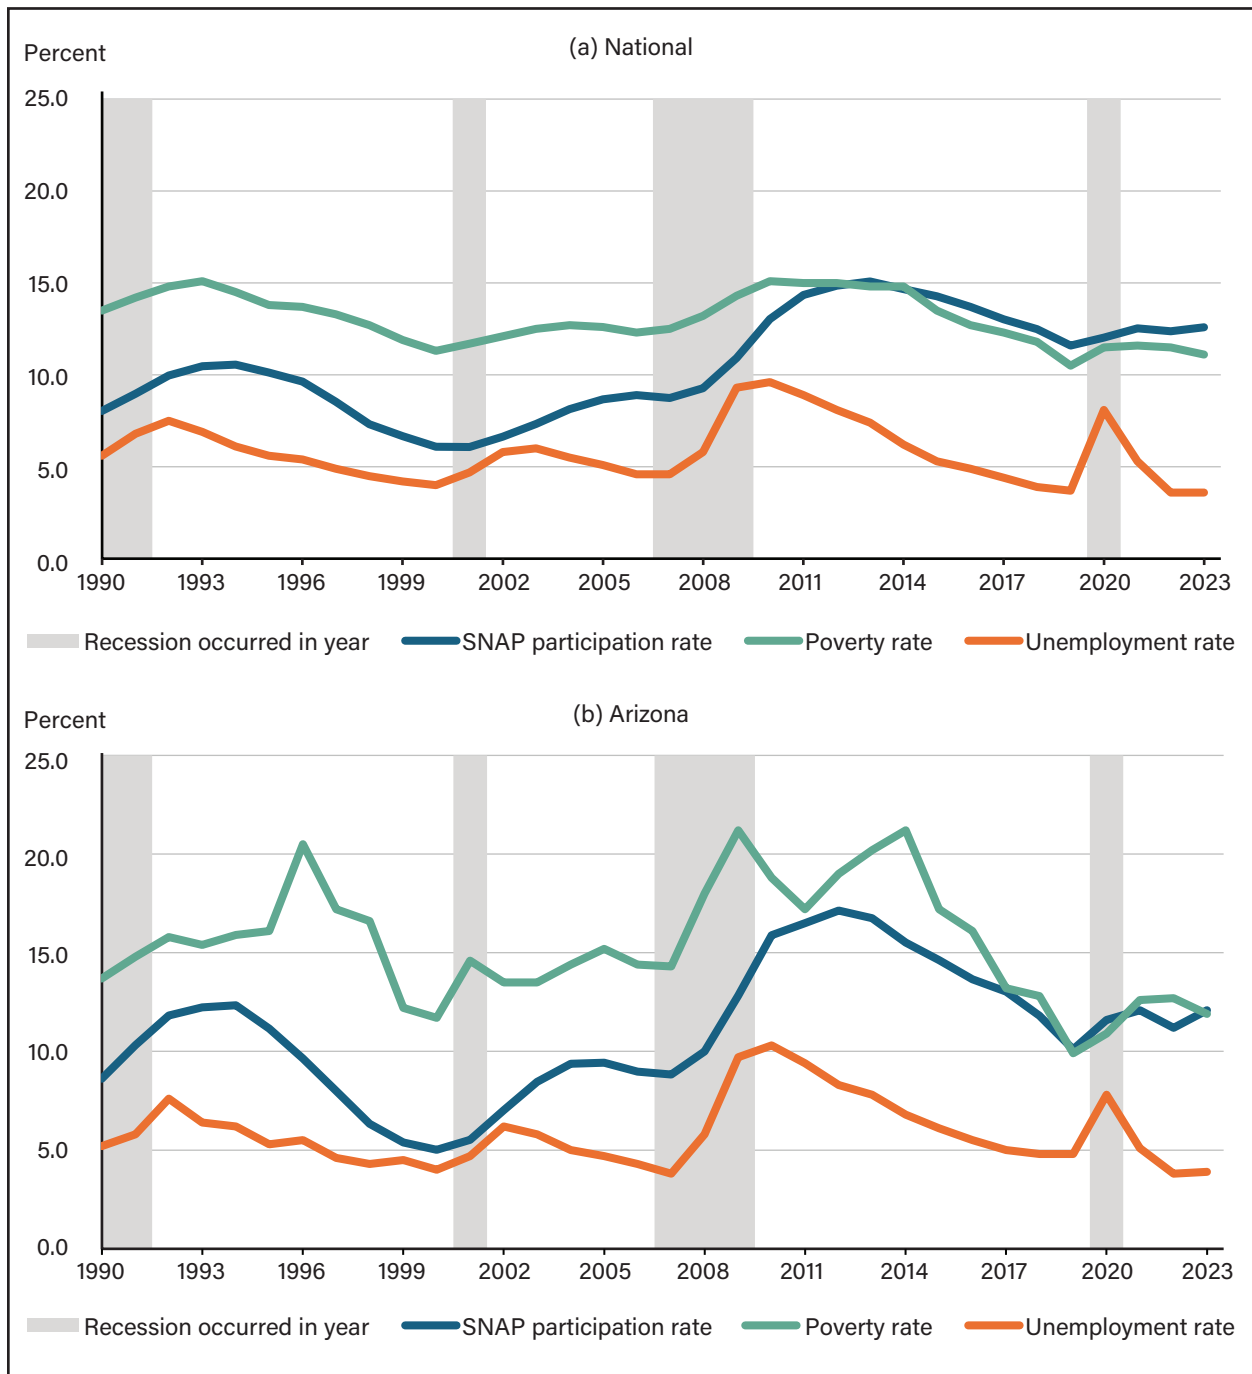 (a) National
Percent
25.0
20.0
15.0
10.0
5.0
0.0
1990 1993 1996 1999 2002 2005 2008 2011 2014 2017 2020 2023
Recession occurred in year SNAP participation rate Poverty rate Unemployment rate
(b) Arizona
Percent
25.0
20.0
15.0
10.0
5.0
0.0
1990 1993 1996 1999 2002 2005 2008 2011 2014 2017 2020 2023
Recession occurred in year SNAP participation rate Poverty rate Unemployment rate